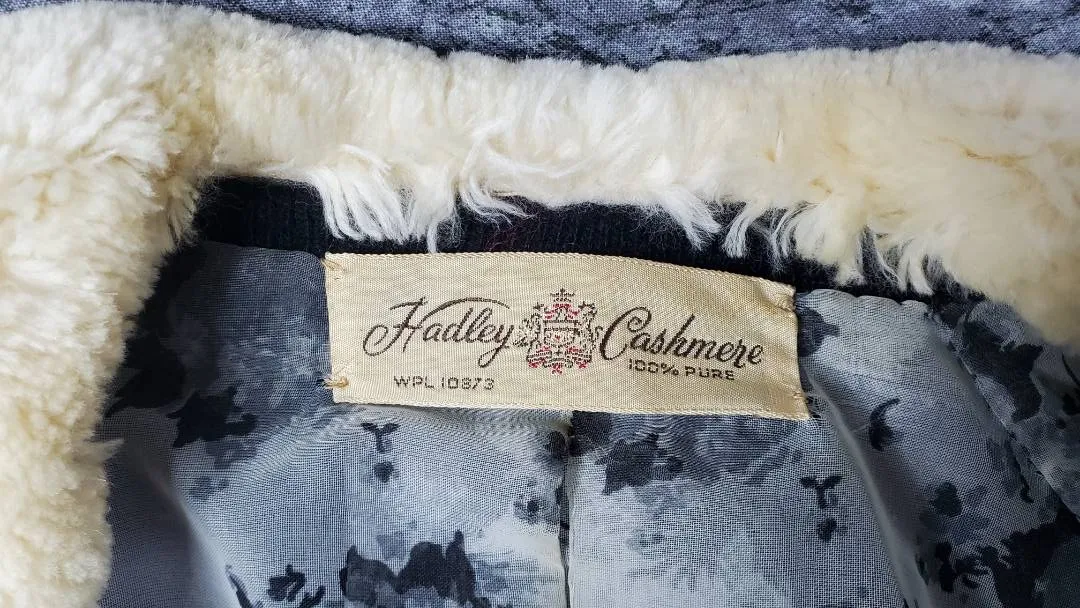 Hadley Cashmere
100% PURE
WPL 10873